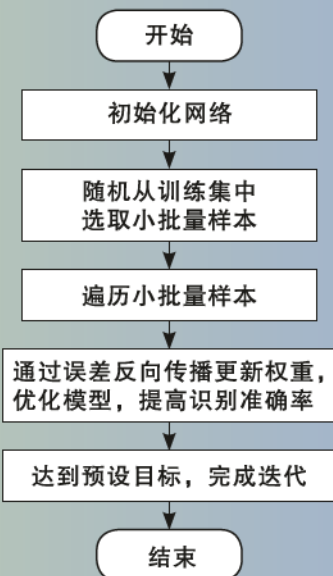 开始
初始化网络
随机从训练集中
选取小批量样本
遍历小批量样本
通过误差反向传播更新权重，
优化模型，提高识别准确率
达到预设目标，完成迭代
结束